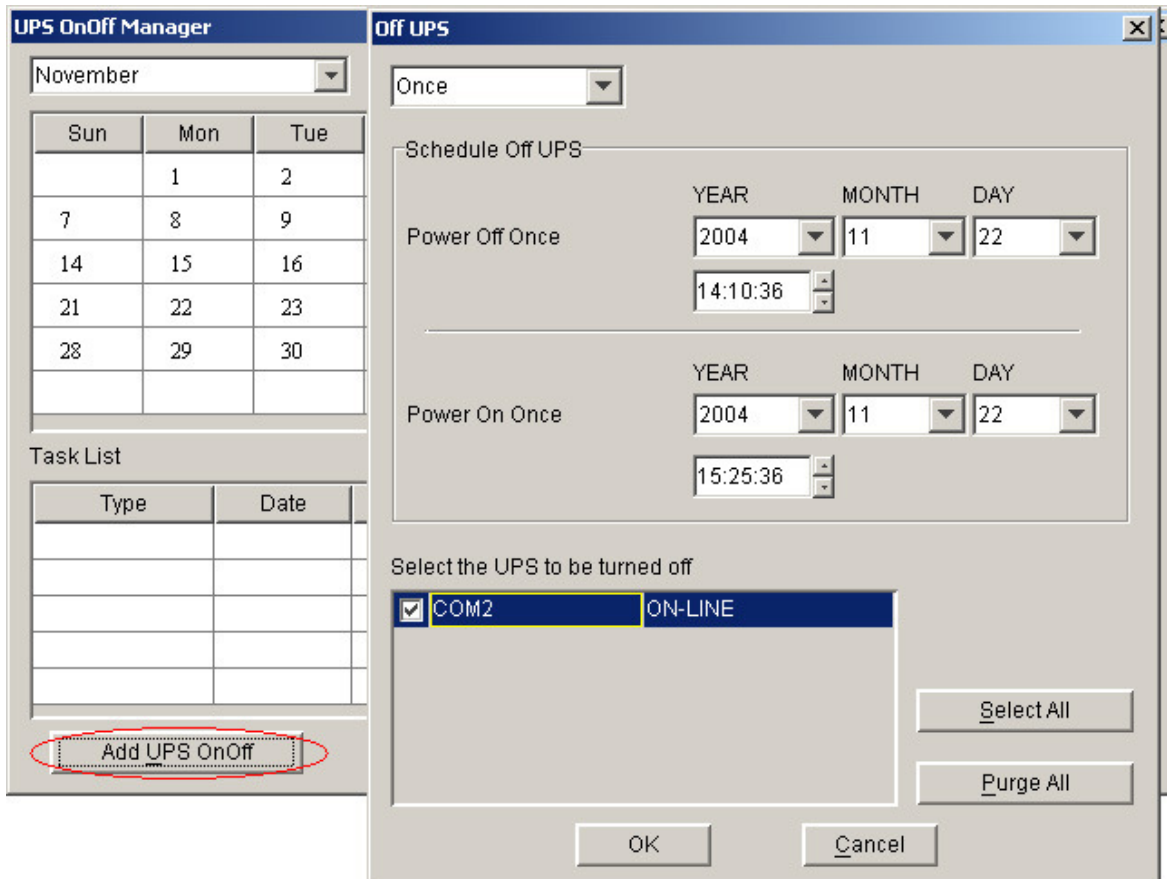 UPS OnOff Manager
November
Sun Mon Tue
1 2
7 8 9
14 15 16
21 22 23
28 29 30
Task List
Type Date
Add UPS OnOff
Off UPS
Once
Schedule Off UPS
YEAR MONTH DAY
Power Off Once 2004 11 22
14:10:36
YEAR MONTH DAY
Power On Once 2004 11 22
15:25:36
Select the UPS to be turned off
COM2 ON-LINE
Select All
Purge All
OK Cancel